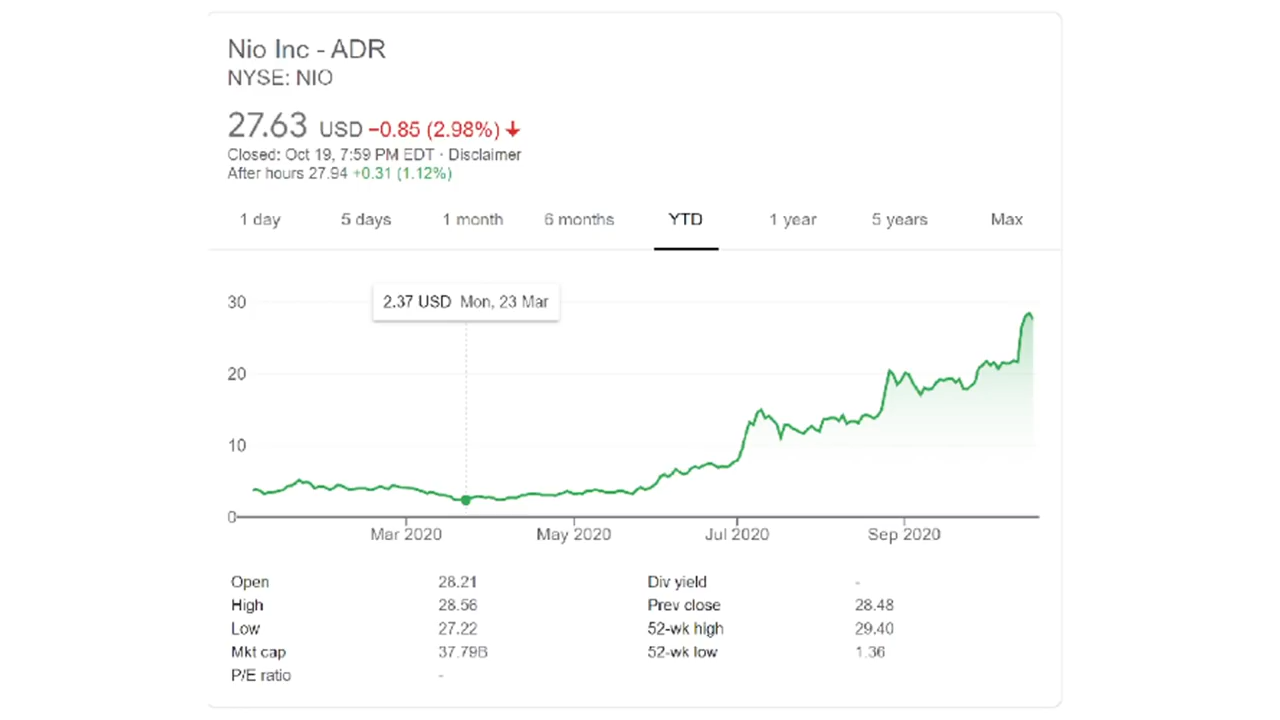 Nio Inc - ADR
NYSE: NIO
27.63 USD −0.85 (2.98%)
Closed: Oct 19, 7:59 PM EDT · Disclaimer
After hours 27.94 +0.31 (1.12%)
1 day 5 days 1 month 6 months YTD 1 year 5 years Max
2.37 USD Mon, 23 Mar
30
20
10
0
Mar 2020 May 2020 Jul 2020 Sep 2020
Open 28.21 Div yield -
High 28.56 Prev close 28.48
Low 27.22 52-wk high 29.40
Mkt cap 37.79B 52-wk low 1.36
P/E ratio -